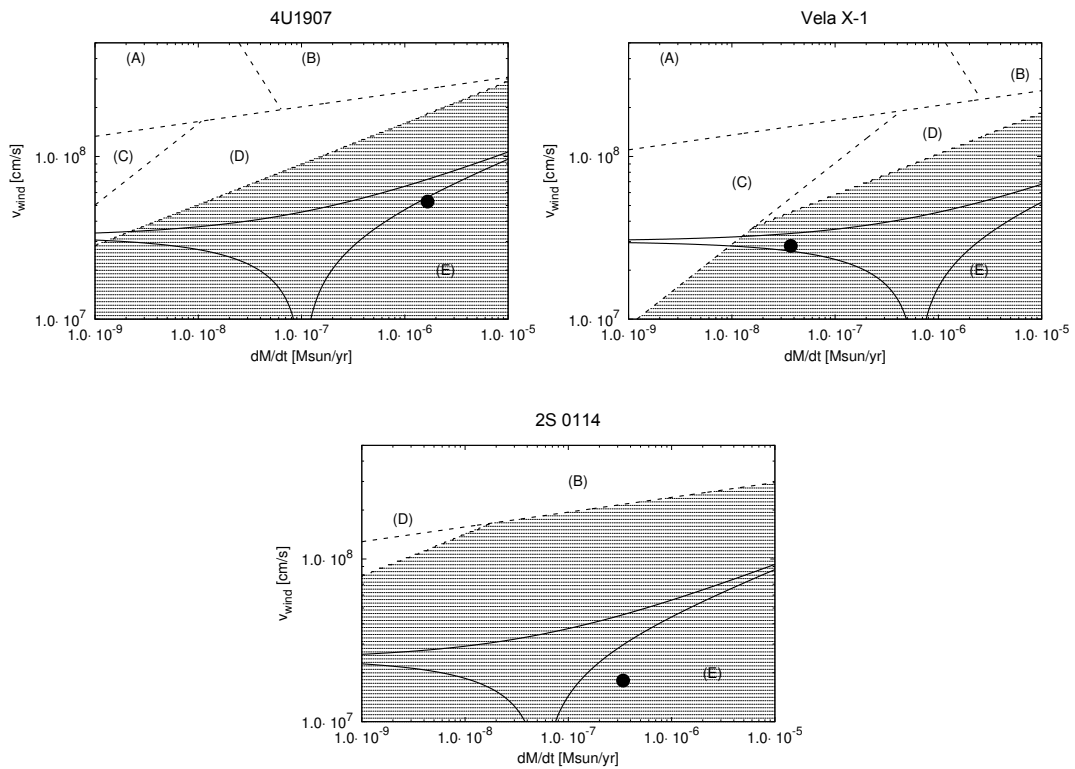 4U1907
(A)
(B)
(C)
(D)
(E)
1.0· 10^8
1.0· 10^7
v_wind [cm/s]
1.0· 10^-9
1.0· 10^-8
1.0· 10^-7
1.0· 10^-6
1.0· 10^-5
dM/dt [Msun/yr]
Vela X-1
(A)
(B)
(D)
(C)
(E)
1.0· 10^8
1.0· 10^7
v_wind [cm/s]
1.0· 10^-9
1.0· 10^-8
1.0· 10^-7
1.0· 10^-6
1.0· 10^-5
dM/dt [Msun/yr]
2S 0114
(B)
(D)
(E)
1.0· 10^8
1.0· 10^7
v_wind [cm/s]
1.0· 10^-9
1.0· 10^-8
1.0· 10^-7
1.0· 10^-6
1.0· 10^-5
dM/dt [Msun/yr]